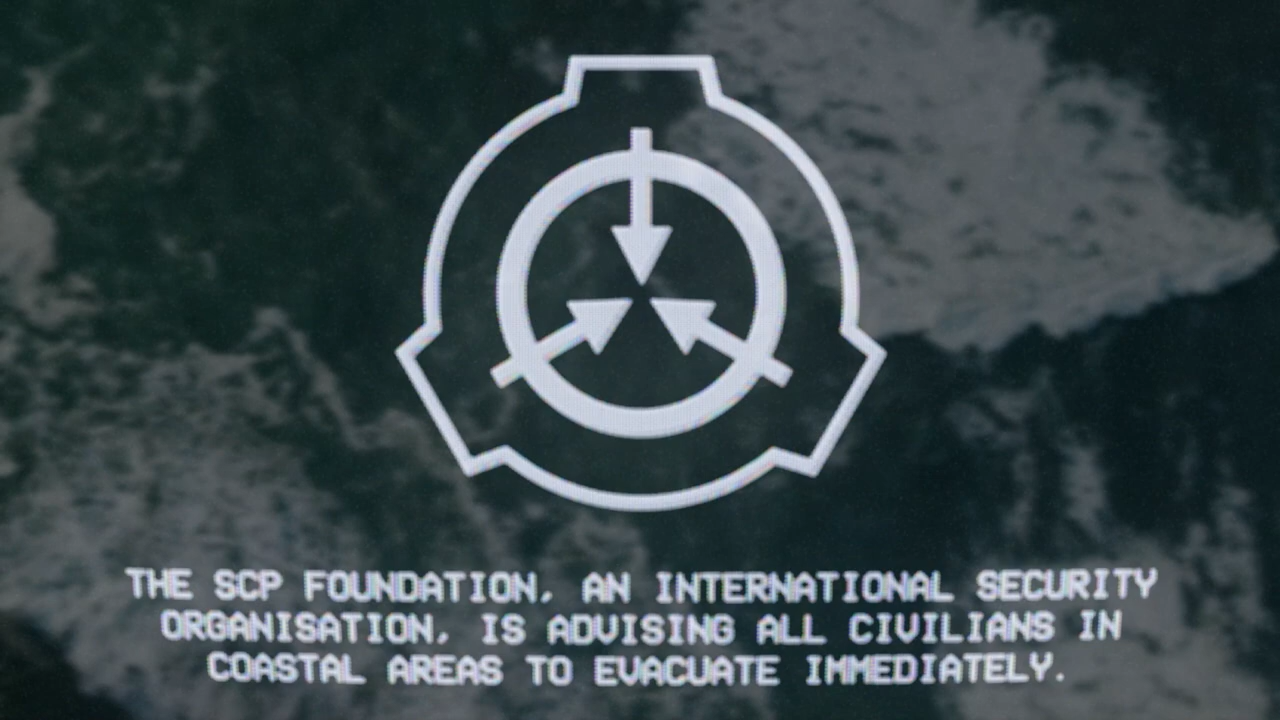 THE SCP FOUNDATION, AN INTERNATIONAL SECURITY
ORGANISATION, IS ADVISING ALL CIVILIANS IN
COASTAL AREAS TO EVACUATE IMMEDIATELY.